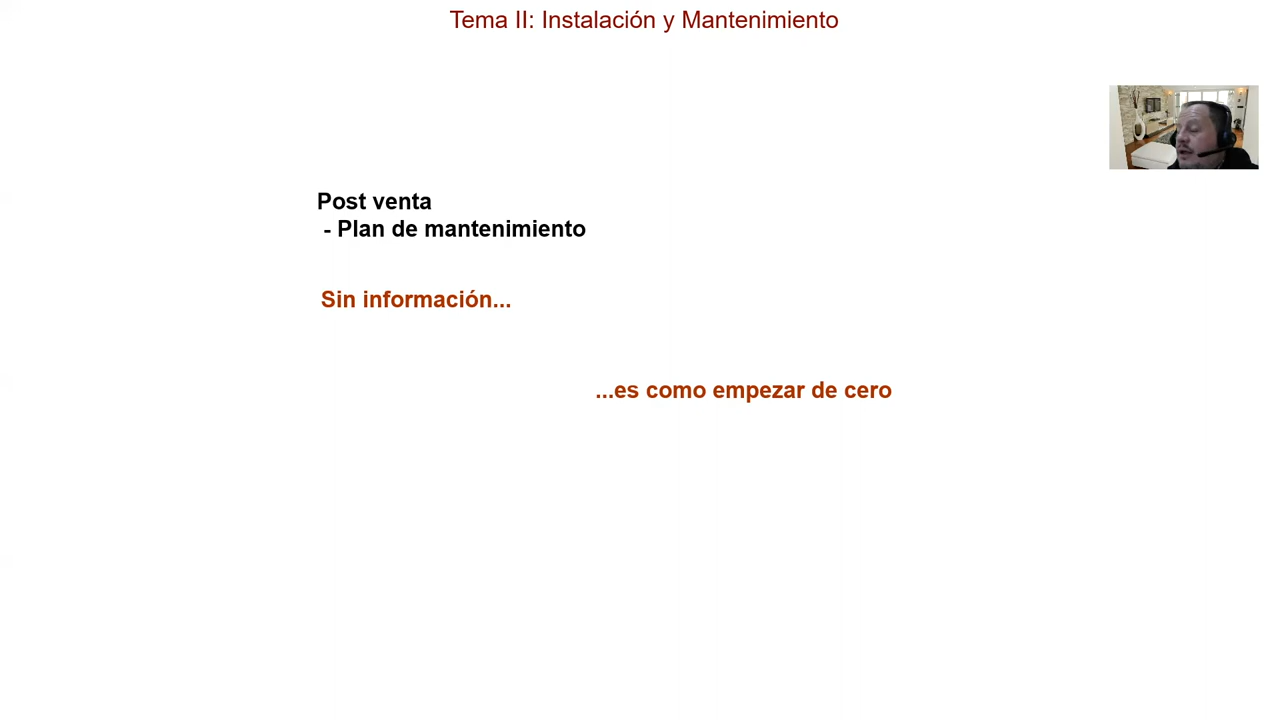 Tema II: Instalación y Mantenimiento
Post venta
- Plan de mantenimiento
Sin información...
...es como empezar de cero